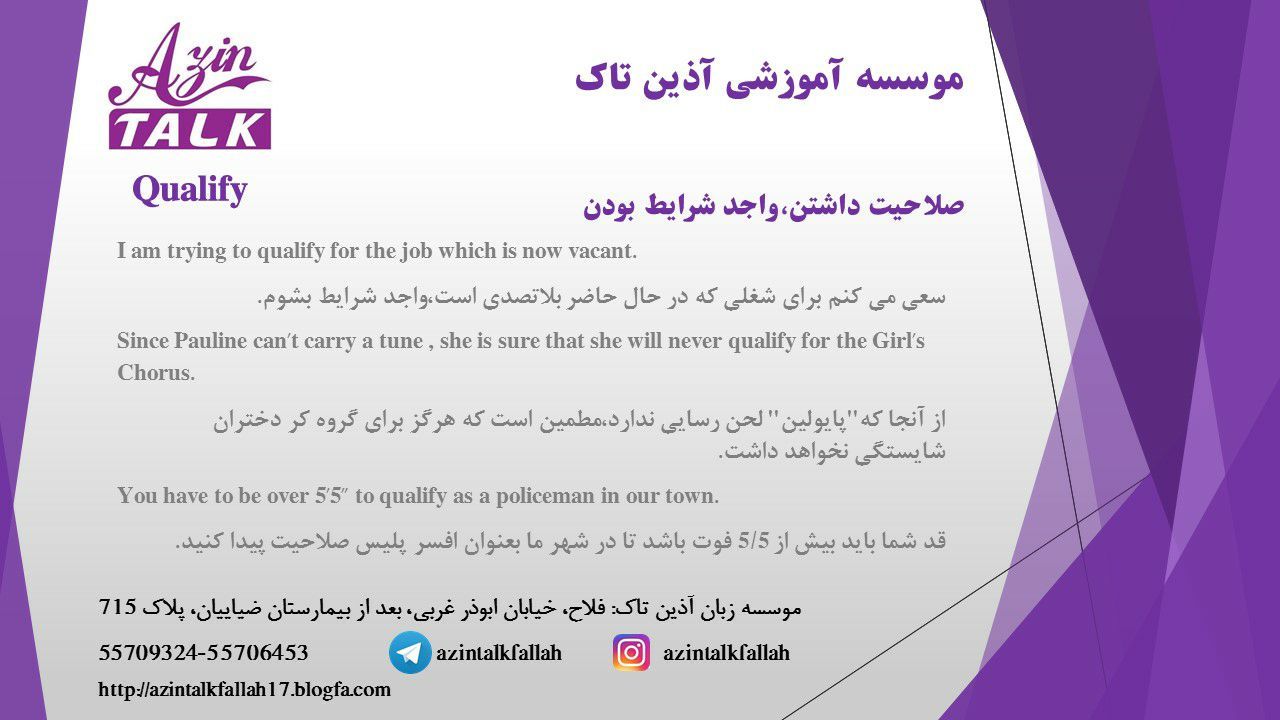 Azin
TALK
موسسه آموزشی آذین تاک
Qualify
صلاحیت داشتن،واجد شرایط بودن
I am trying to qualify for the job which is now vacant.
سعی می کنم برای شغلی که در حال حاضر بلاتصدی است،واجد شرایط بشوم.
Since Pauline can't carry a tune , she is sure that she will never qualify for the Girl's
Chorus.
از آنجا که"پایولین" لحن رسایی ندارد،مطمین است که هرگز برای گروه کر دختران
شایستگی نخواهد داشت.
You have to be over 5'5″ to qualify as a policeman in our town.
قد شما باید بیش از 5/5 فوت باشد تا در شهر ما بعنوان افسر پلیس صلاحیت پیدا کنید.
موسسه زبان آذین تاک: فلاح، خیابان ابوذر غربی، بعد از بیمارستان ضیاییان، پلاک 715
55709324-55706453 azintalkfallah azintalkfallah
http://azintalkfallah17.blogfa.com